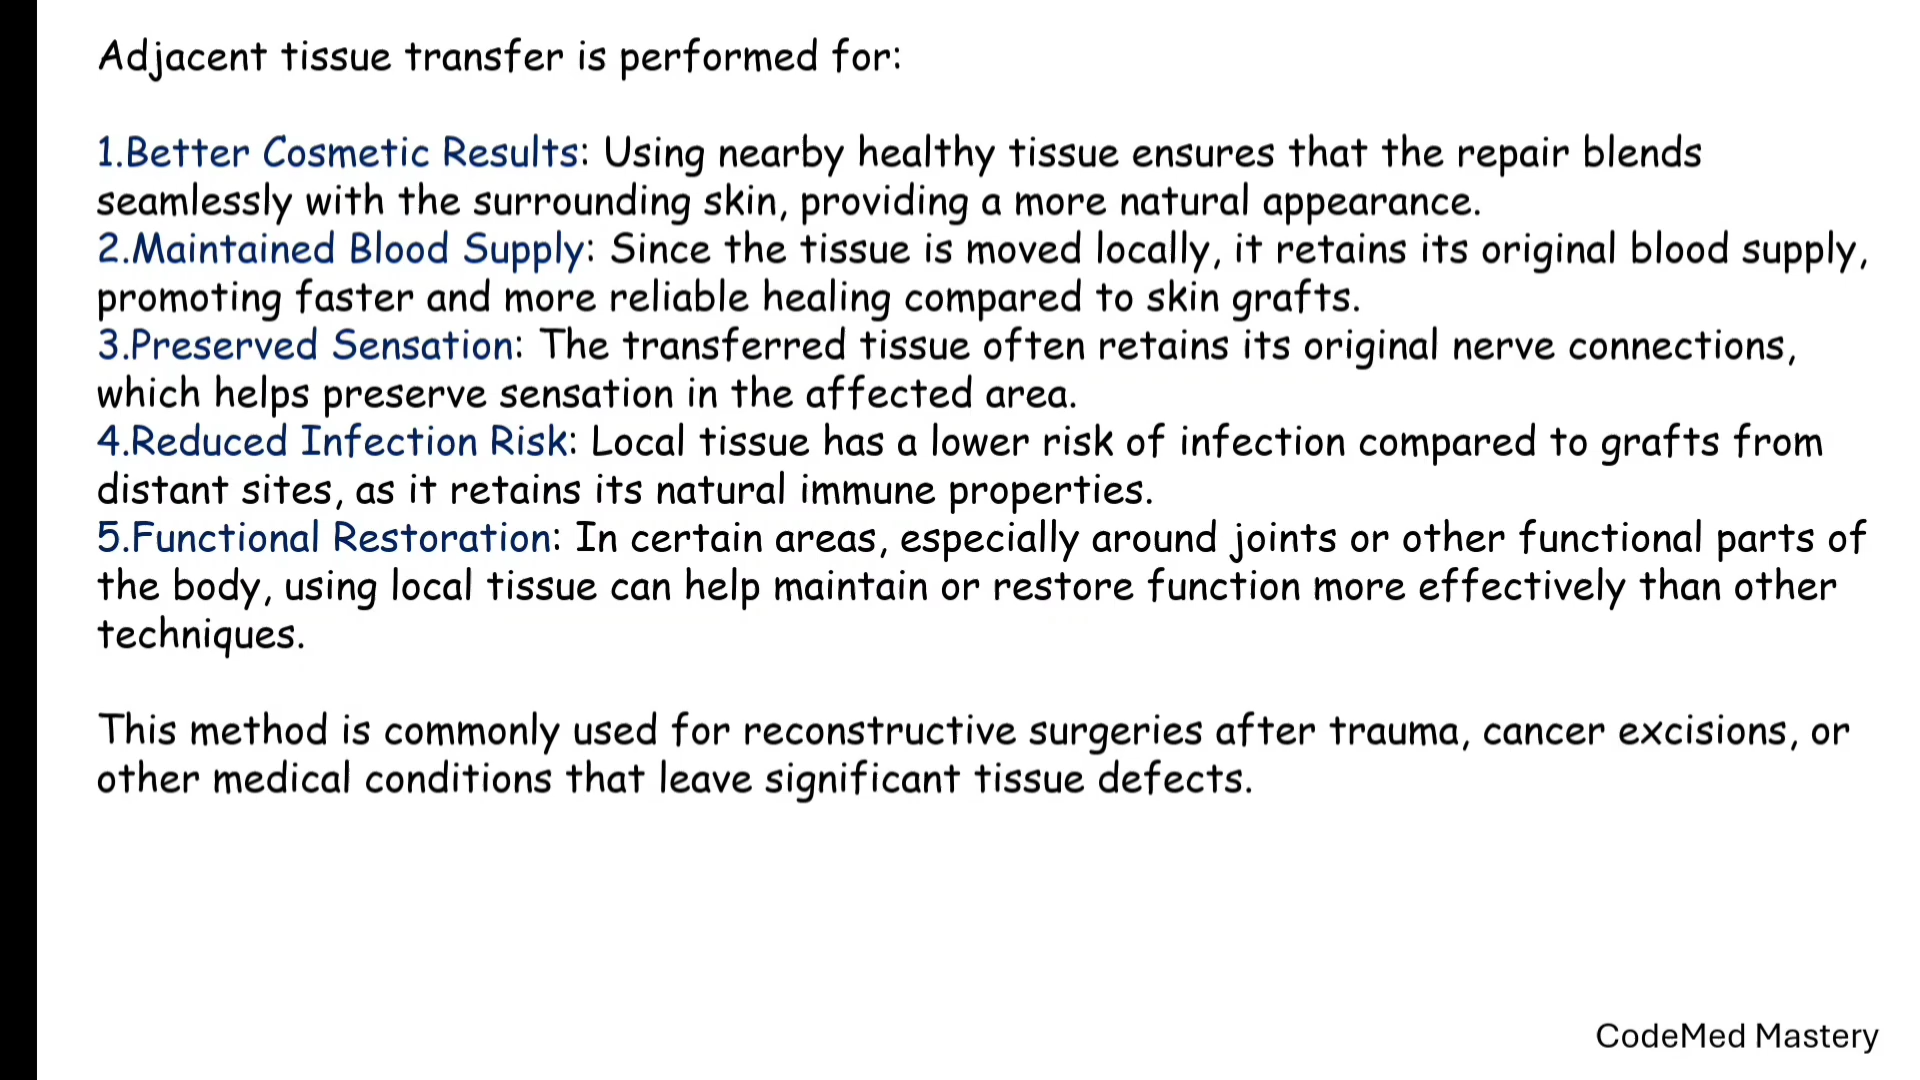 Adjacent tissue transfer is performed for:
1.Better Cosmetic Results: Using nearby healthy tissue ensures that the repair blends
seamlessly with the surrounding skin, providing a more natural appearance.
2.Maintained Blood Supply: Since the tissue is moved locally, it retains its original blood supply,
promoting faster and more reliable healing compared to skin grafts.
3.Preserved Sensation: The transferred tissue often retains its original nerve connections,
which helps preserve sensation in the affected area.
4.Reduced Infection Risk: Local tissue has a lower risk of infection compared to grafts from
distant sites, as it retains its natural immune properties.
5.Functional Restoration: In certain areas, especially around joints or other functional parts of
the body, using local tissue can help maintain or restore function more effectively than other
techniques.
This method is commonly used for reconstructive surgeries after trauma, cancer excisions, or
other medical conditions that leave significant tissue defects.
CodeMed Mastery